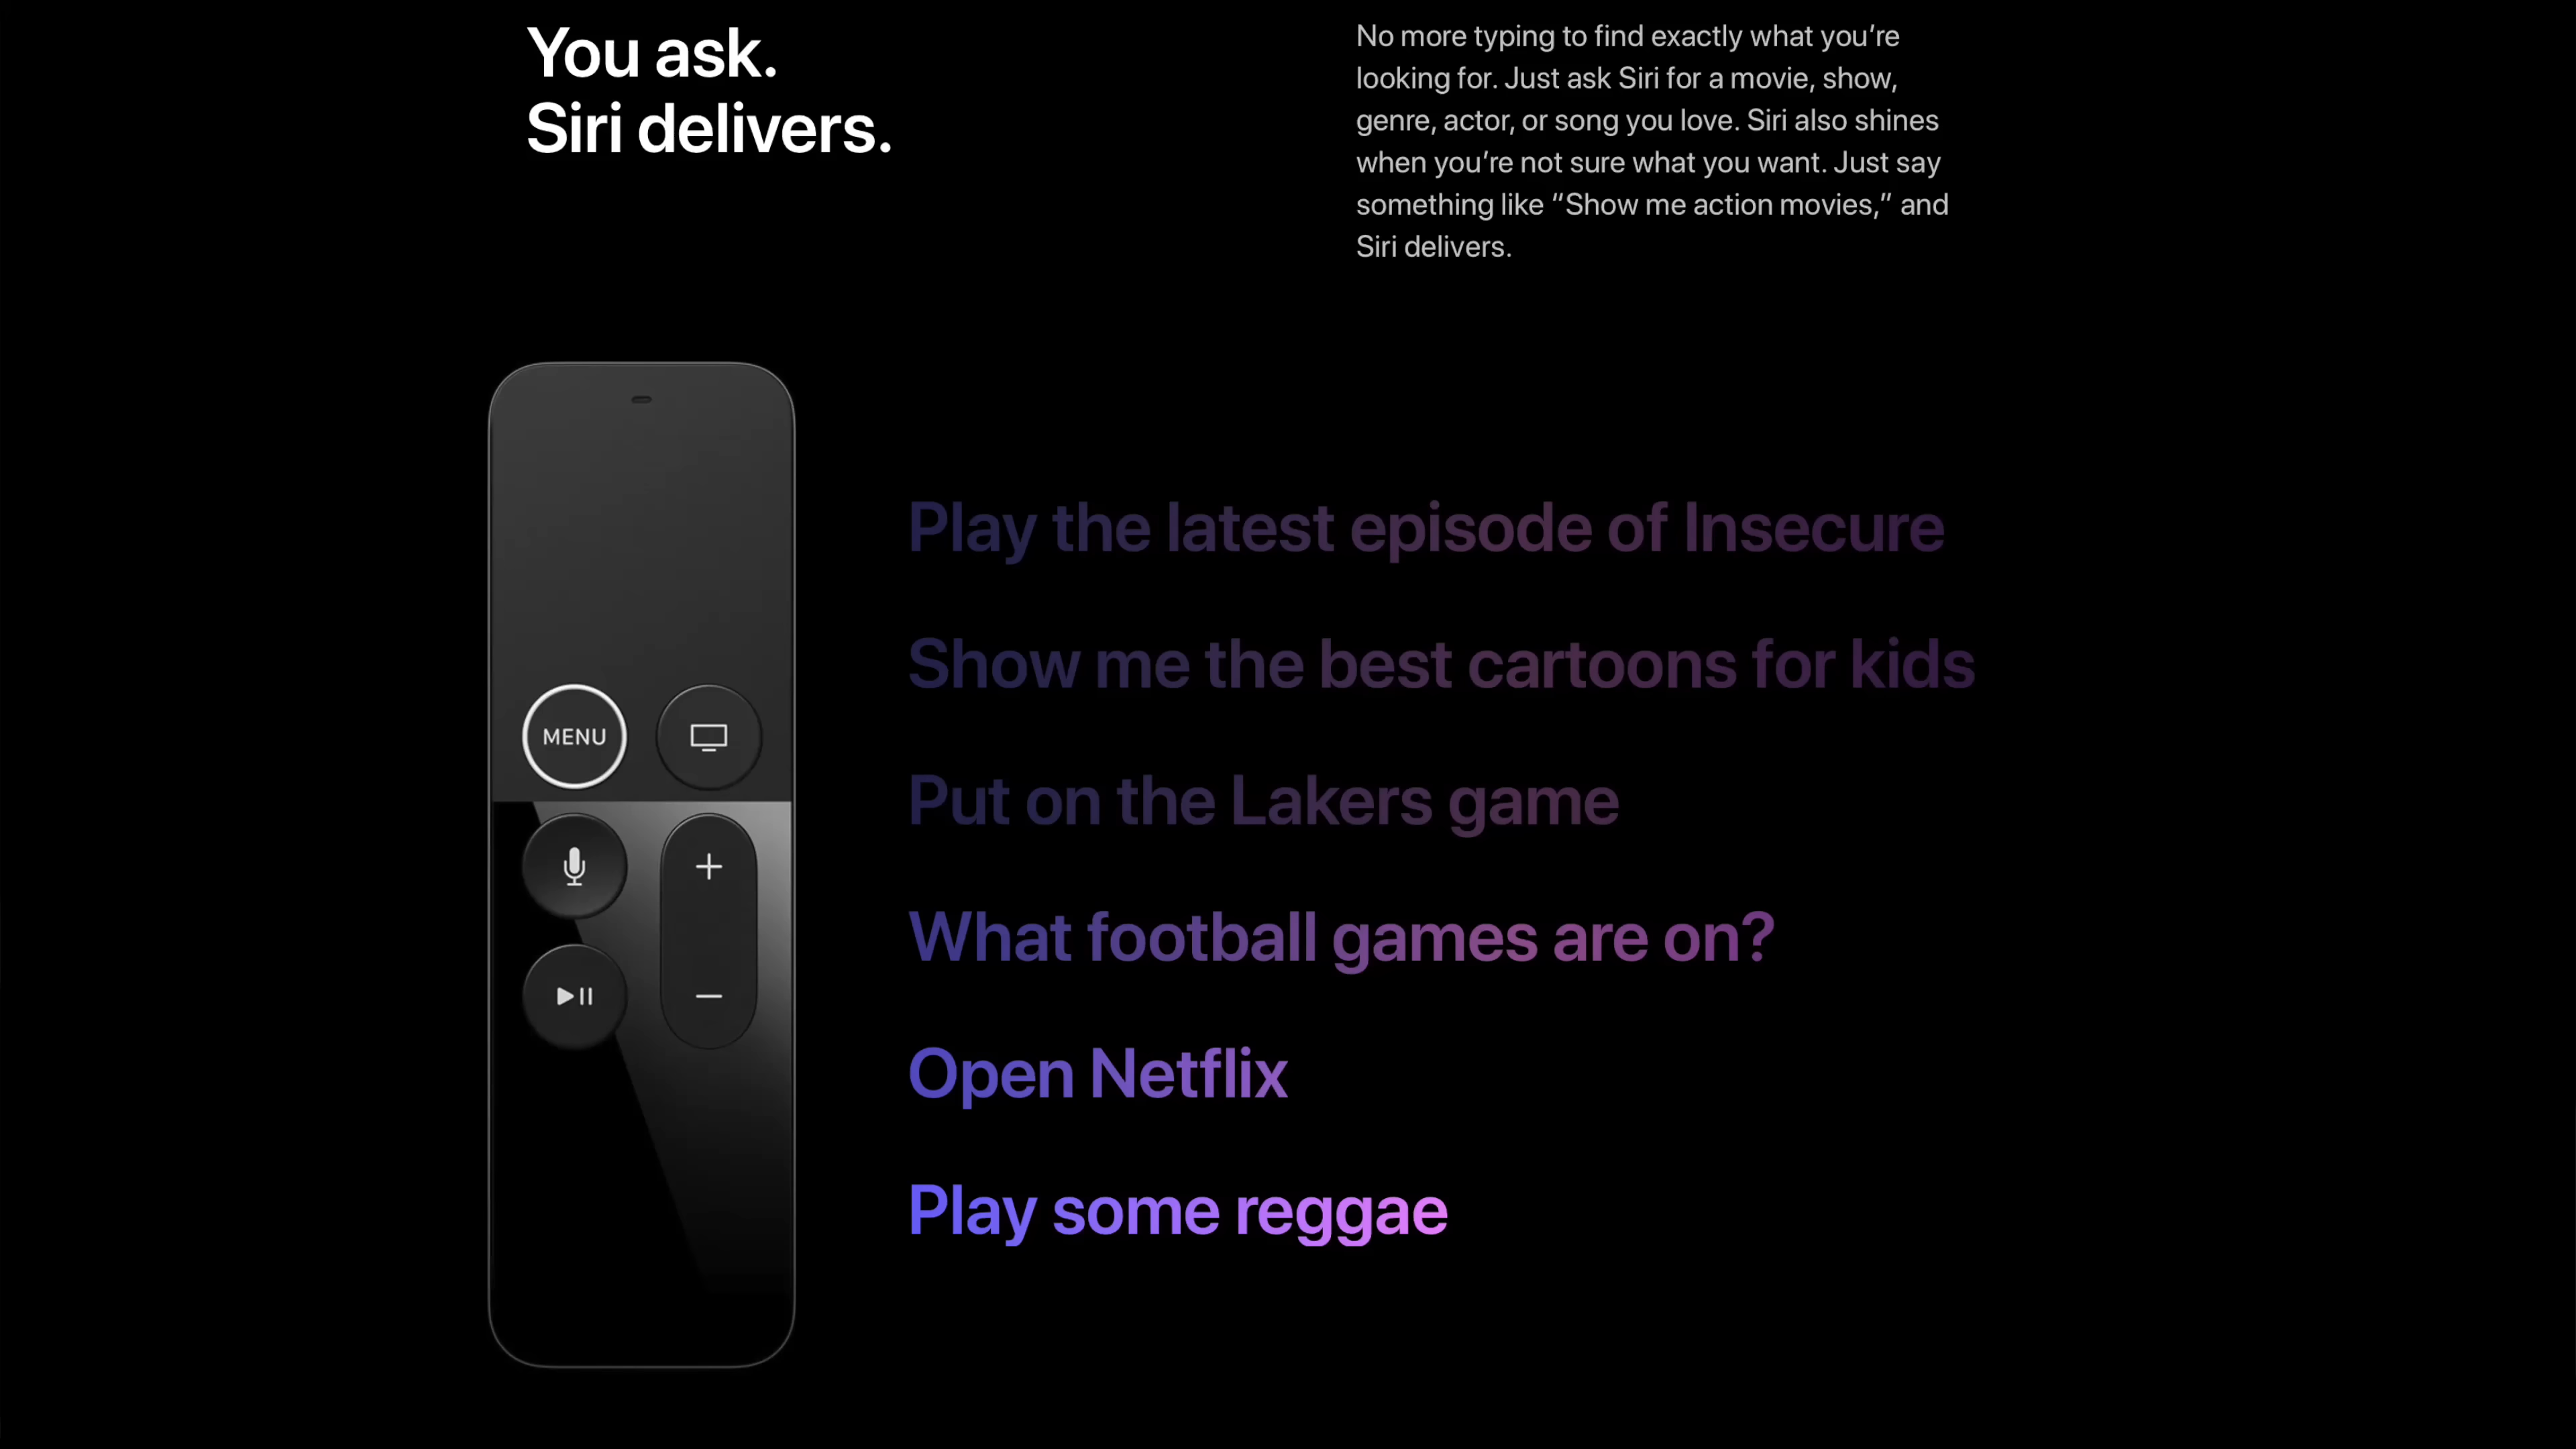 You ask.
Siri delivers.
No more typing to find exactly what you’re
looking for. Just ask Siri for a movie, show,
genre, actor, or song you love. Siri also shines
when you’re not sure what you want. Just say
something like “Show me action movies,” and
Siri delivers.
MENU
Play the latest episode of Insecure
Show me the best cartoons for kids
Put on the Lakers game
What football games are on?
Open Netflix
Play some reggae